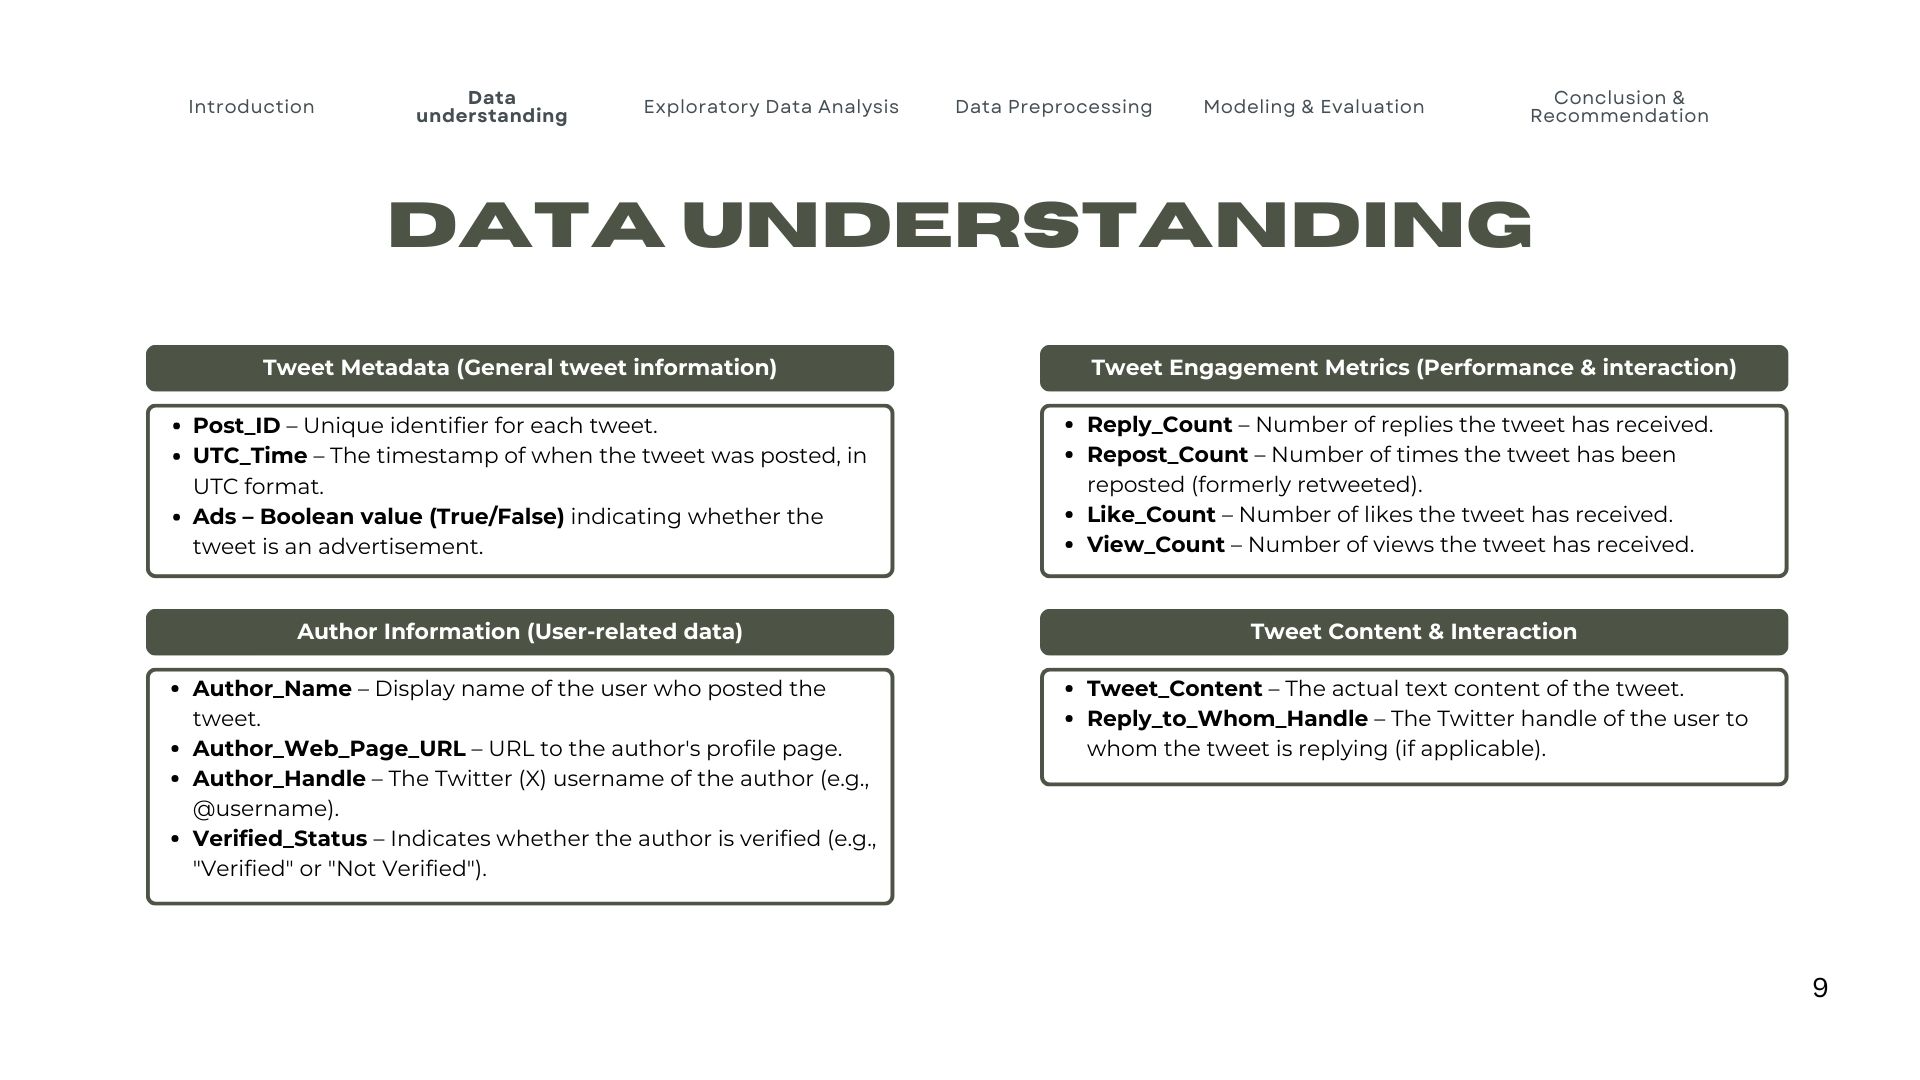 Introduction
Data
understanding
Exploratory Data Analysis
Data Preprocessing
Modeling & Evaluation
Conclusion &
Recommendation
DATA UNDERSTANDING
Tweet Metadata (General tweet information)
• Post_ID – Unique identifier for each tweet.
• UTC_Time – The timestamp of when the tweet was posted, in
UTC format.
• Ads – Boolean value (True/False) indicating whether the
tweet is an advertisement.
Author Information (User-related data)
• Author_Name – Display name of the user who posted the
tweet.
• Author_Web_Page_URL – URL to the author's profile page.
• Author_Handle – The Twitter (X) username of the author (e.g.,
@username).
• Verified_Status – Indicates whether the author is verified (e.g.,
"Verified" or "Not Verified").
Tweet Engagement Metrics (Performance & interaction)
• Reply_Count – Number of replies the tweet has received.
• Repost_Count – Number of times the tweet has been
reposted (formerly retweeted).
• Like_Count – Number of likes the tweet has received.
• View_Count – Number of views the tweet has received.
Tweet Content & Interaction
• Tweet_Content – The actual text content of the tweet.
• Reply_to_Whom_Handle – The Twitter handle of the user to
whom the tweet is replying (if applicable).
9